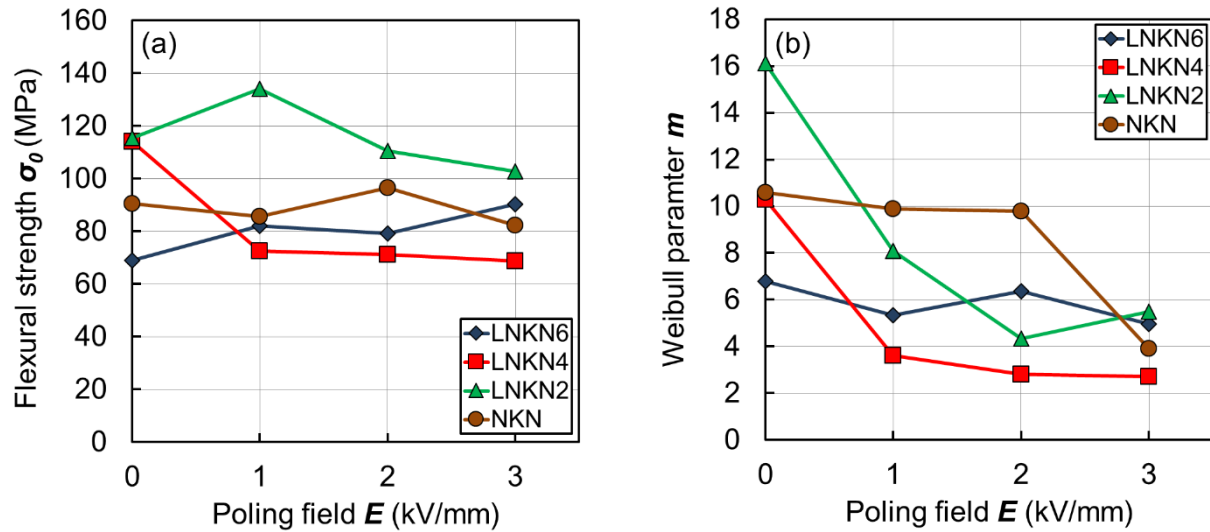 (a)
Flexural strength σ0 (MPa)
160
140
120
100
80
60
40
20
0
LNKN6
LNKN4
LNKN2
NKN
0 1 2 3
Poling field E (kV/mm)
(b)
Weibull paramter m
18
16
14
12
10
8
6
4
2
0
LNKN6
LNKN4
LNKN2
NKN
0 1 2 3
Poling field E (kV/mm)